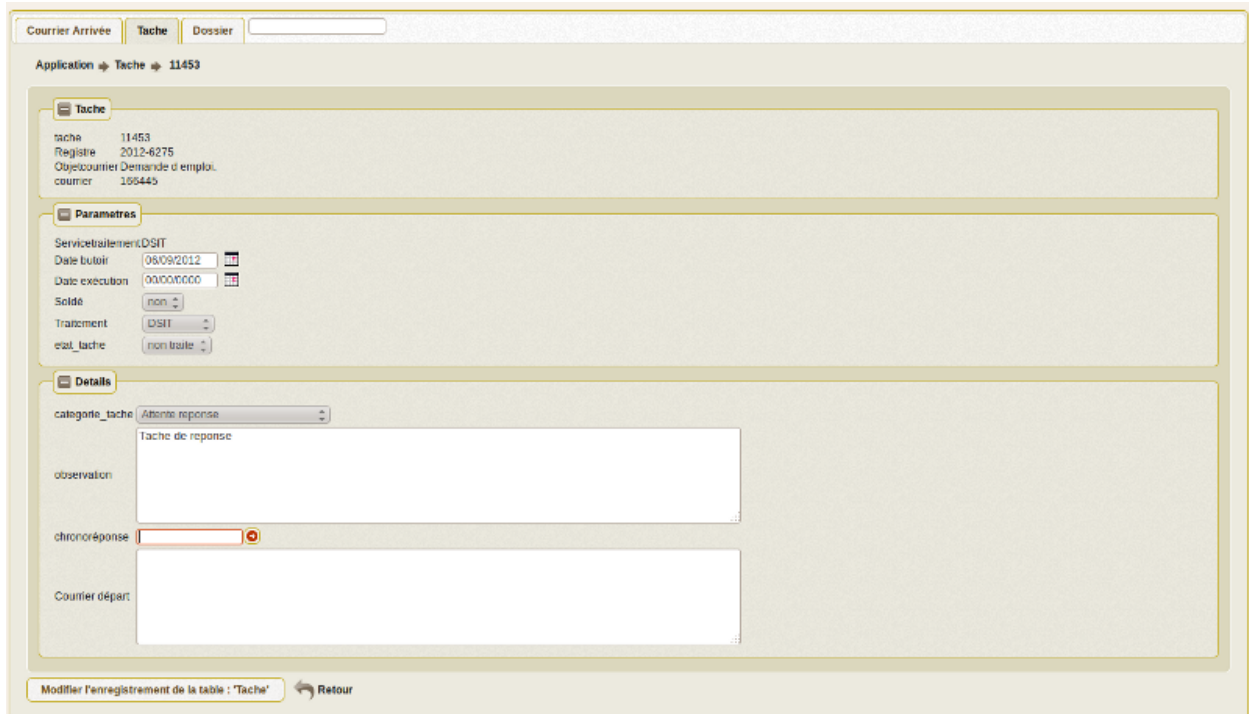 Courrier Arrivée Tache Dossier
Application Tache 11453
Tache
tache 11453
Registre 2012-6275
Objetcourrier Demande d emploi.
courrier 166445
Parametres
Servicetraitement DSIT
Date butoir 06/09/2012
Date exécution 00/00/0000
Soldé non
Traitement DSIT
etat_tache non traite
Details
categorie_tache Attente reponse
Tache de reponse
observation
chronoréponse
Courrier départ
Modifier l'enregistrement de la table : 'Tache' Retour